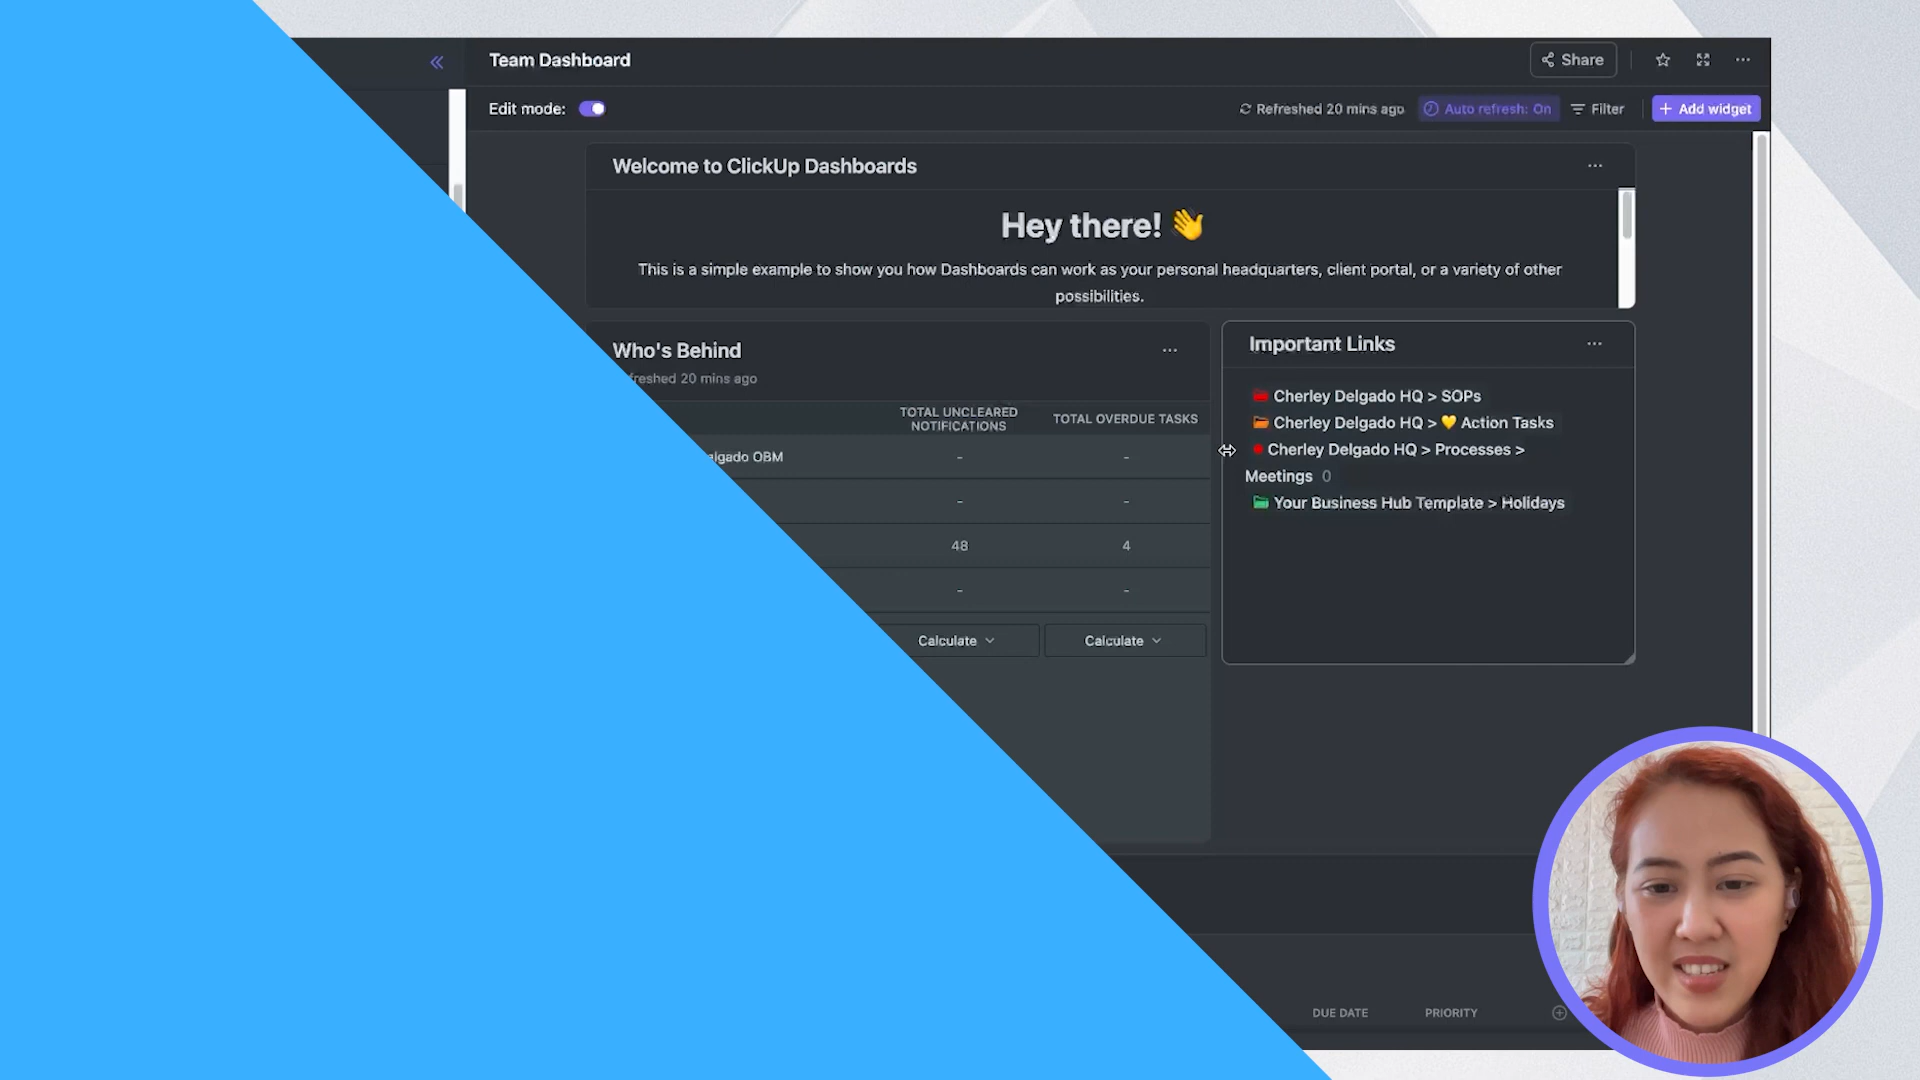 Team Dashboard
Share
Edit mode:
Refreshed 20 mins ago
Auto refresh: On
Filter
+ Add widget
Welcome to ClickUp Dashboards
Hey there! 👋
This is a simple example to show you how Dashboards can work as your personal headquarters, client portal, or a variety of other
possibilities.
Who's Behind
freshed 20 mins ago
TOTAL UNCLEARED
NOTIFICATIONS
TOTAL OVERDUE TASKS
lgado OBM
-
-
-
-
48
4
-
-
Calculate
Calculate
Important Links
Cherley Delgado HQ > SOPs
Cherley Delgado HQ > 💛 Action Tasks
Cherley Delgado HQ > Processes >
Meetings 0
Your Business Hub Template > Holidays
DUE DATE
PRIORITY